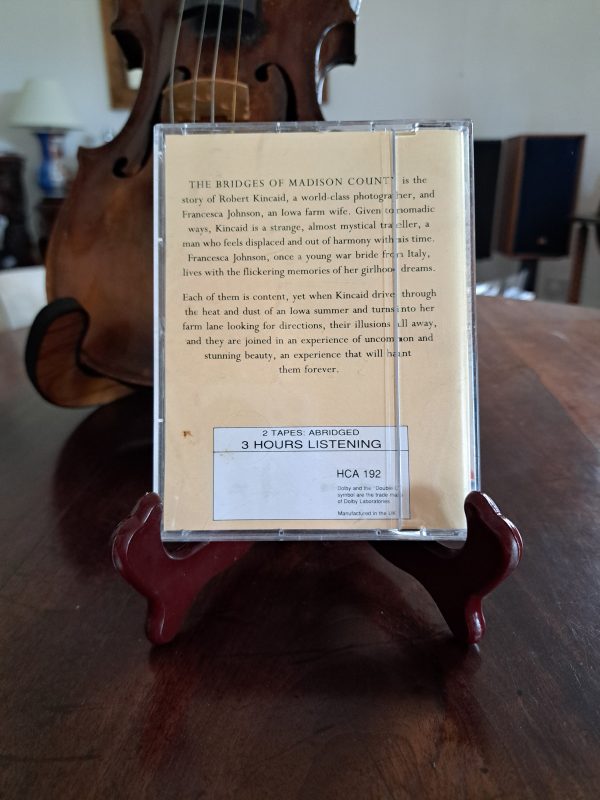 THE BRIDGES OF MADISON COUNTY is the
story of Robert Kincaid, a world-class photographer, and
Francesca Johnson, an Iowa farm wife. Given to nomadic
ways, Kincaid is a strange, almost mystical traveller, a
man who feels displaced and out of harmony with his time.
Francesca Johnson, once a young war bride from Italy,
lives with the flickering memories of her girlhood dreams.
Each of them is content, yet when Kincaid drives through
the heat and dust of an Iowa summer and turns into her
farm lane looking for directions, their illusions fall away,
and they are joined in an experience of uncommon and
stunning beauty, an experience that will haunt
them forever.
2 TAPES: ABRIDGED
3 HOURS LISTENING
HCA 192
Dolby and the "Double D"
symbol are the trade marks
of Dolby Laboratories
Manufactured in the UK